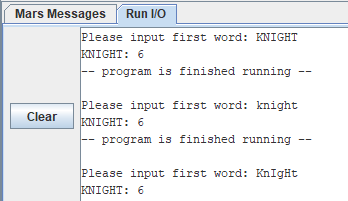 Mars Messages Run I/O
Please input first word: KNIGHT
KNIGHT: 6
-- program is finished running --
Please input first word: knight
KNIGHT: 6
-- program is finished running --
Clear
Please input first word: KnIgHt
KNIGHT: 6